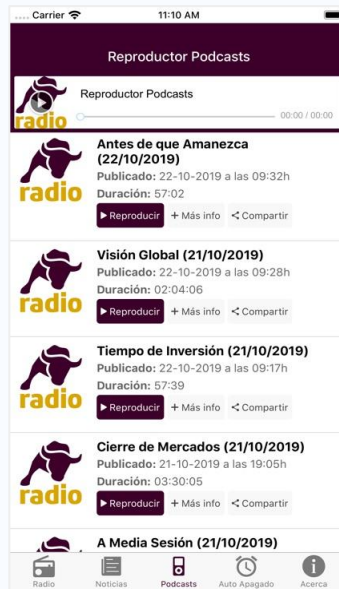 .... Carrier 11:10 AM
Reproductor Podcasts
Reproductor Podcasts
radio
00:00 / 00:00
Antes de que Amanezca
(22/10/2019)
Publicado: 22-10-2019 a las 09:32h
Duración: 57:02
radio
Reproducir + Más info Compartir
Visión Global (21/10/2019)
Publicado: 22-10-2019 a las 09:28h
Duración: 02:04:06
radio
Reproducir + Más info Compartir
Tiempo de Inversión (21/10/2019)
Publicado: 22-10-2019 a las 09:17h
Duración: 57:39
radio
Reproducir + Más info Compartir
Cierre de Mercados (21/10/2019)
Publicado: 21-10-2019 a las 19:05h
Duración: 03:30:05
radio
Reproducir + Más info Compartir
A Media Sesión (21/10/2019)
Radio Noticias Podcasts Auto Apagado Acerca